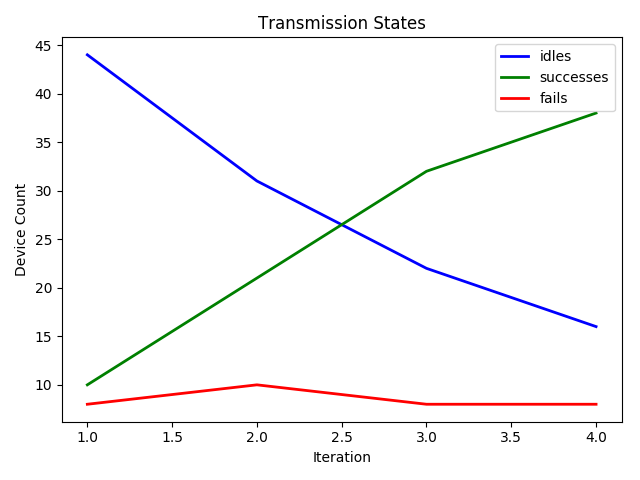 Transmission States
45
40
35
30
25
20
15
10
Device Count
idles
successes
fails
1.0 1.5 2.0 2.5 3.0 3.5 4.0
Iteration